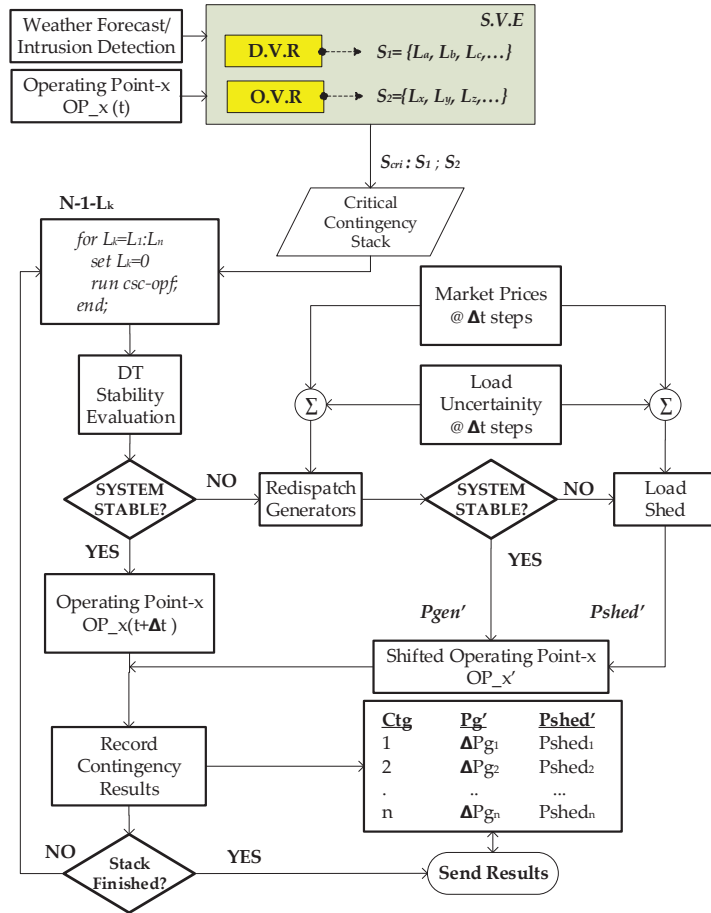 Weather Forecast/
Intrusion Detection
Operating Point-x
OP_x (t)
S.V.E
D.V.R
S1= {La, Lb, Lc,...}
O.V.R
S2={Lx, Ly, Lz,...}
Scri : S1 ; S2
Critical
Contingency
Stack
N-1-Lk
for Lk=L1:Ln
set Lk=0
run csc-opf;
end;
Market Prices
@ Δt steps
DT
Stability
Evaluation
Load
Uncertainity
@ Δt steps
Σ
Σ
SYSTEM
STABLE?
NO
Redispatch
Generators
SYSTEM
STABLE?
NO
Load
Shed
YES
YES
Operating Point-x
OP_x(t+Δt )
Pgen'
Pshed'
Shifted Operating Point-x
OP_x'
Record
Contingency
Results
Ctg Pg' Pshed'
1 ΔPg1 Pshed1
2 ΔPg2 Pshed2
. .. ...
n ΔPgn Pshedn
NO
Stack
Finished?
YES
Send Results